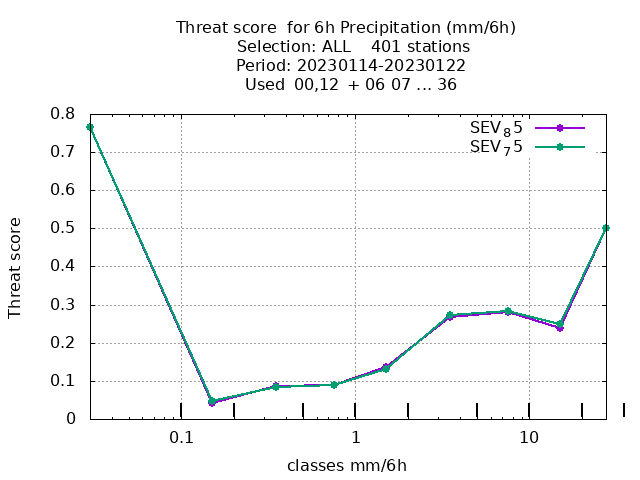 Threat score  for 6h Precipitation (mm/6h)
Selection: ALL    401 stations
Period: 20230114-20230122
Used  00,12  + 06 07 ... 36
SEV₈5
SEV₇5
0.8
0.7
0.6
0.5
0.4
0.3
0.2
0.1
0
Threat score
0.1 1 10
classes mm/6h